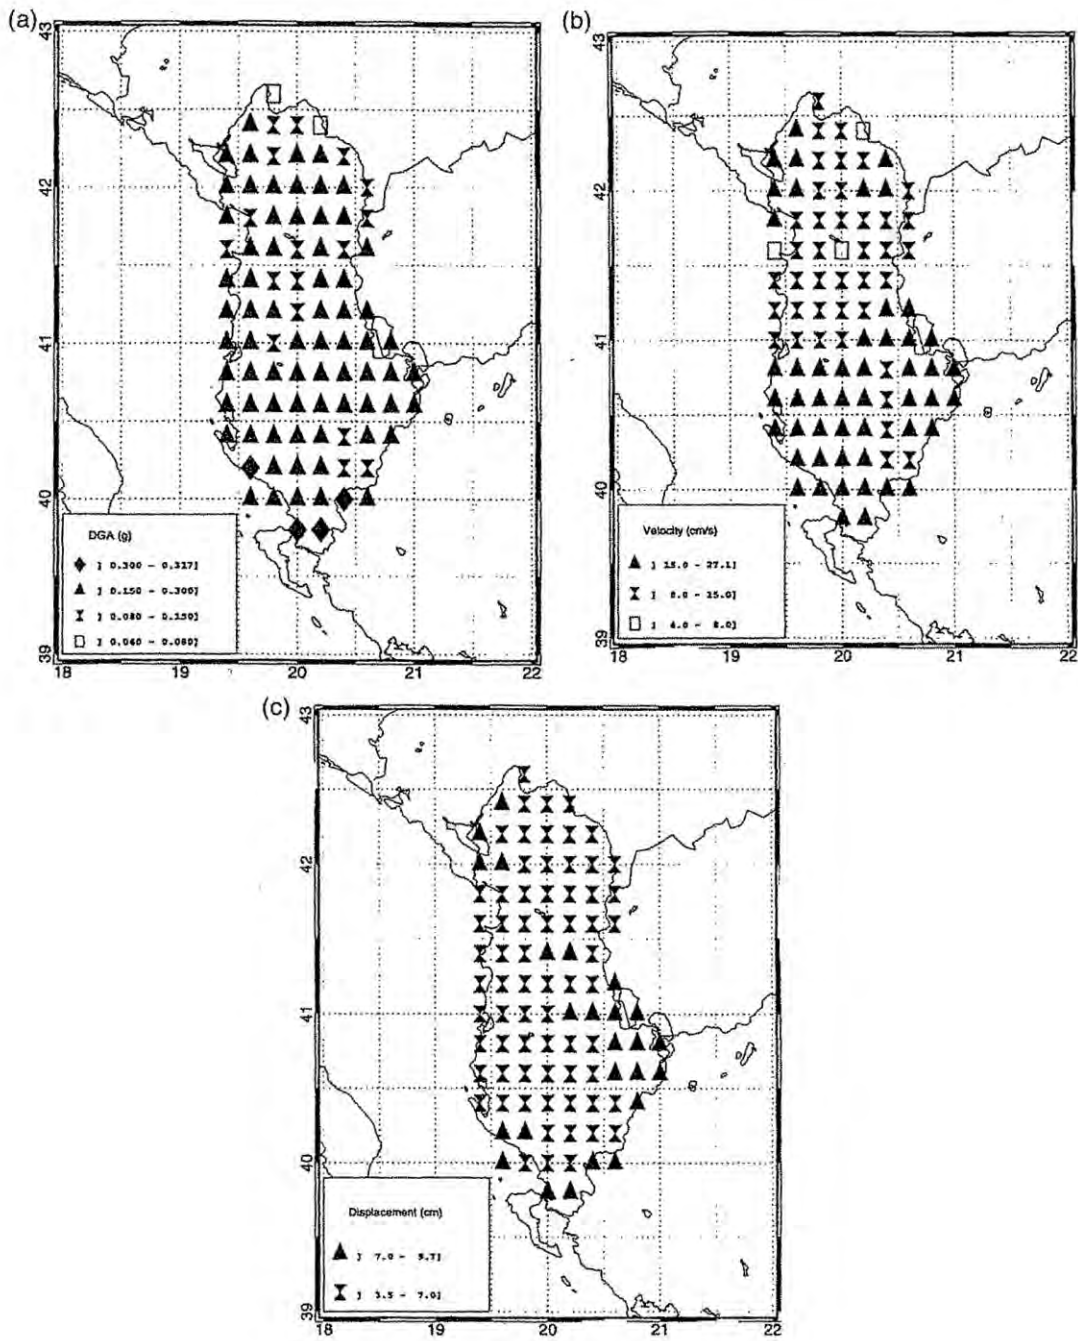 (a)
43
42
41
40
39
DGA (g)
] 0.300 - 0.317]
] 0.150 - 0.300]
] 0.080 - 0.150]
] 0.060 - 0.080]
18 19 20 21 22
(b)
43
42
41
40
39
Velocity (cm/s)
] 15.0 - 27.1]
] 8.0 - 15.0]
] 6.0 - 8.0]
18 19 20 21 22
(c)
43
42
41
40
39
Displacement (cm)
] 7.0 - 9.7]
] 3.5 - 7.0]
18 19 20 21 22